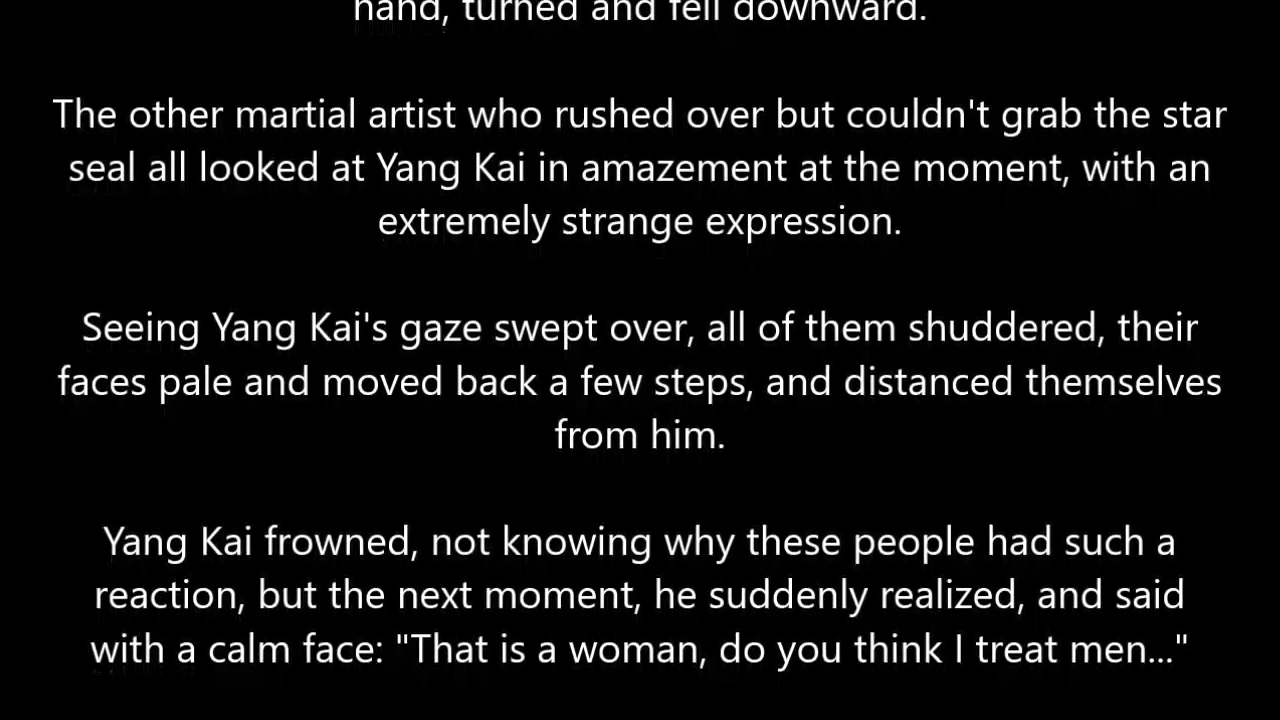 hand, turned and fell downward.
The other martial artist who rushed over but couldn't grab the star
seal all looked at Yang Kai in amazement at the moment, with an
extremely strange expression.
Seeing Yang Kai's gaze swept over, all of them shuddered, their
faces pale and moved back a few steps, and distanced themselves
from him.
Yang Kai frowned, not knowing why these people had such a
reaction, but the next moment, he suddenly realized, and said
with a calm face: "That is a woman, do you think I treat men..."